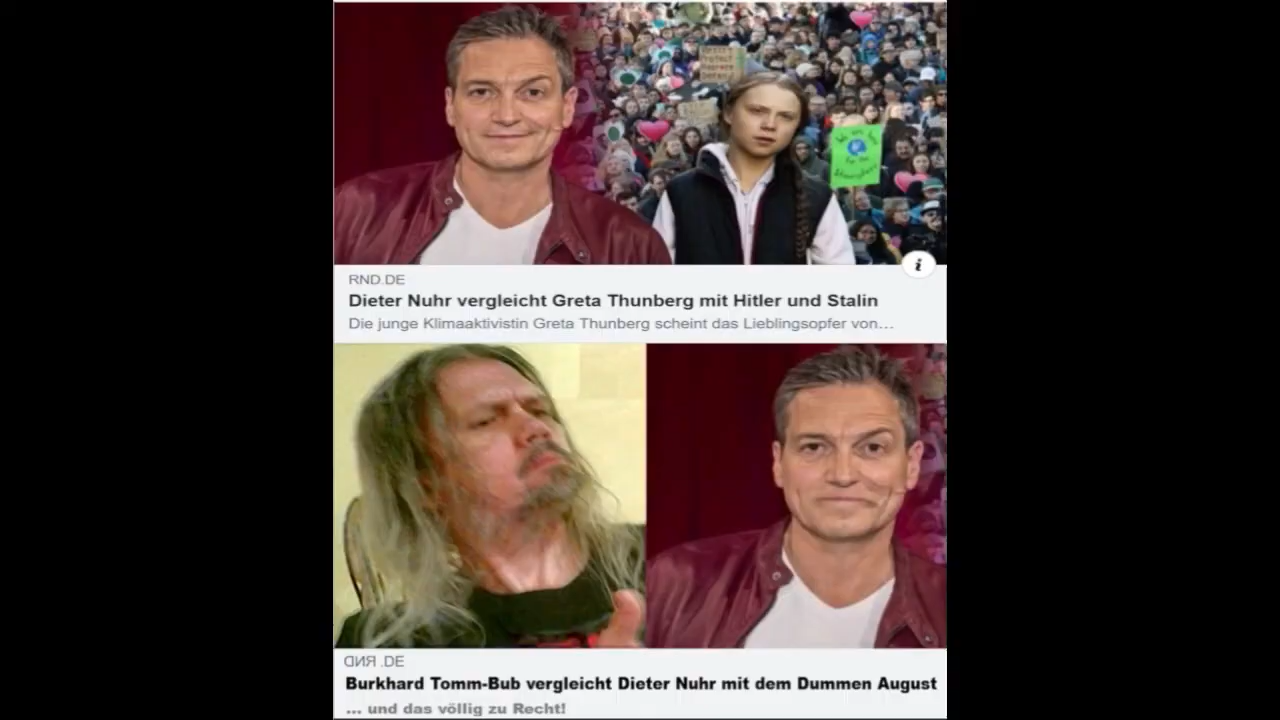 RND.DE
Dieter Nuhr vergleicht Greta Thunberg mit Hitler und Stalin
Die junge Klimaaktivistin Greta Thunberg scheint das Lieblingsopfer von…
RND .DE
Burkhard Tomm-Bub vergleicht Dieter Nuhr mit dem Dummen August
... und das völlig zu Recht!